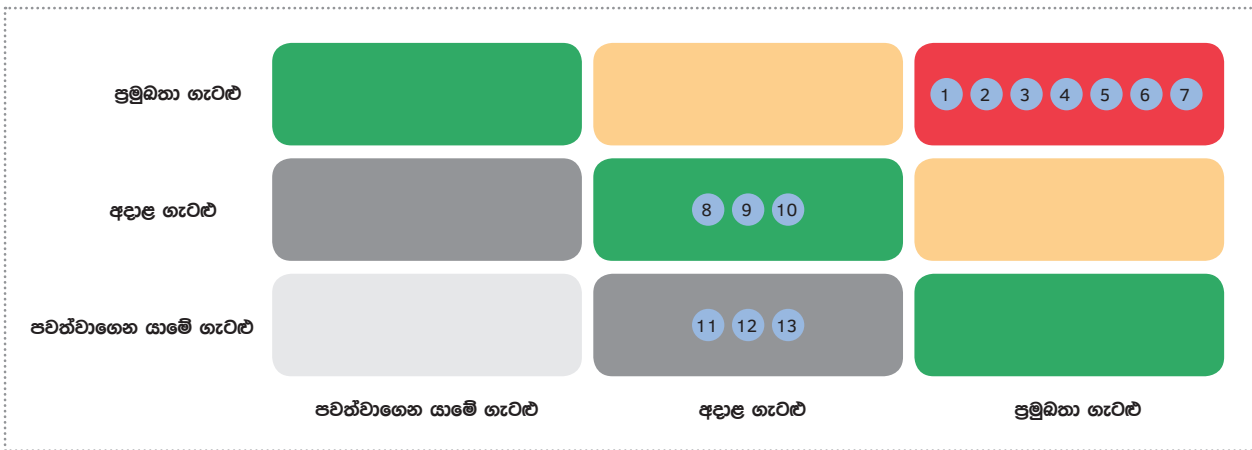 ප්‍රමුඛතා ගැටළු
1 2 3 4 5 6 7
අදාළ ගැටළු
8 9 10
පවත්වාගෙන යාමේ ගැටළු
11 12 13
පවත්වාගෙන යාමේ ගැටළු අදාළ ගැටළු ප්‍රමුඛතා ගැටළු